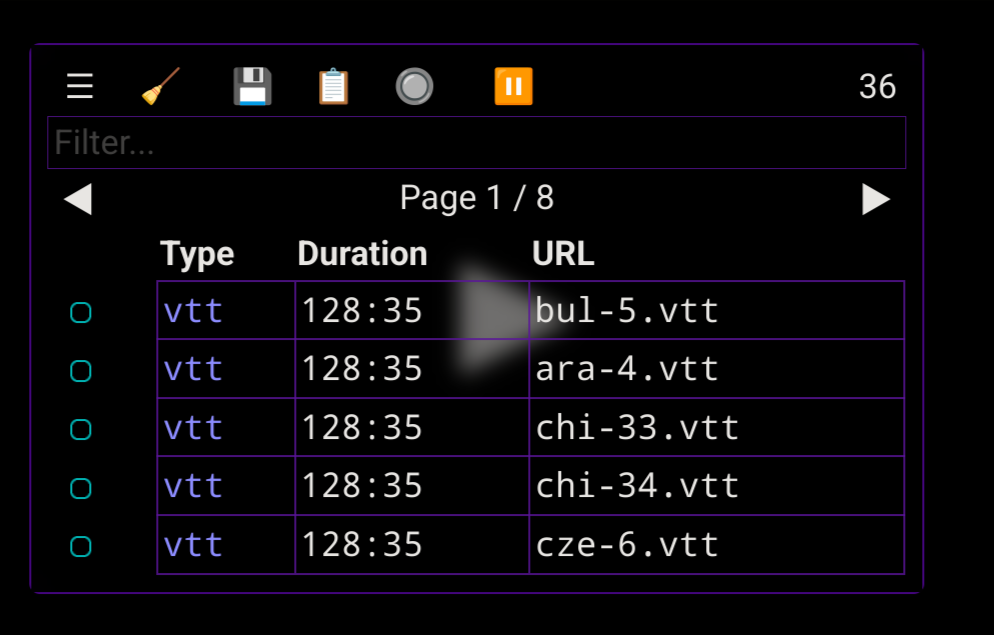 36
Filter...
Page 1 / 8
Type Duration URL
vtt 128:35 bul-5.vtt
vtt 128:35 ara-4.vtt
vtt 128:35 chi-33.vtt
vtt 128:35 chi-34.vtt
vtt 128:35 cze-6.vtt